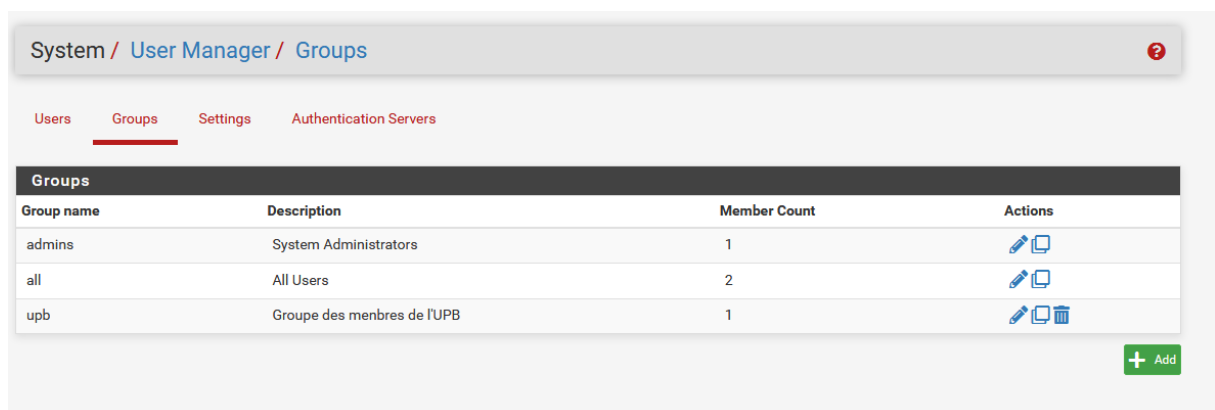 System / User Manager / Groups
Users Groups Settings Authentication Servers
Groups
Group name Description Member Count Actions
admins System Administrators 1
all All Users 2
upb Groupe des menbres de l'UPB 1
Add